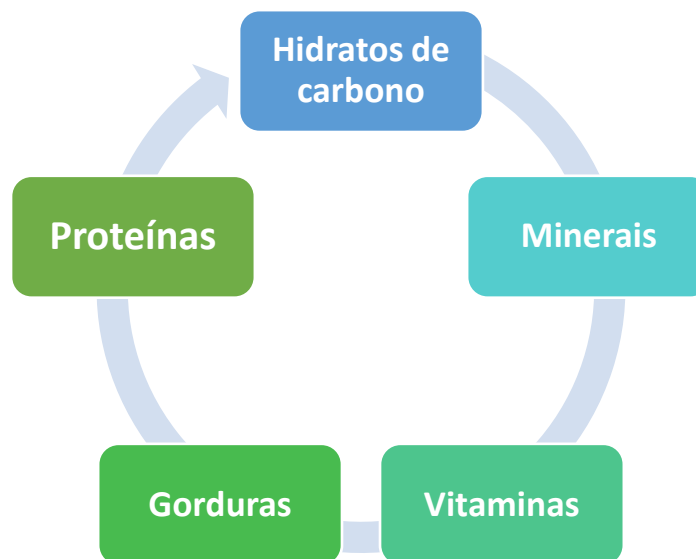 Hidratos de
carbono
Minerais
Vitaminas
Gorduras
Proteínas